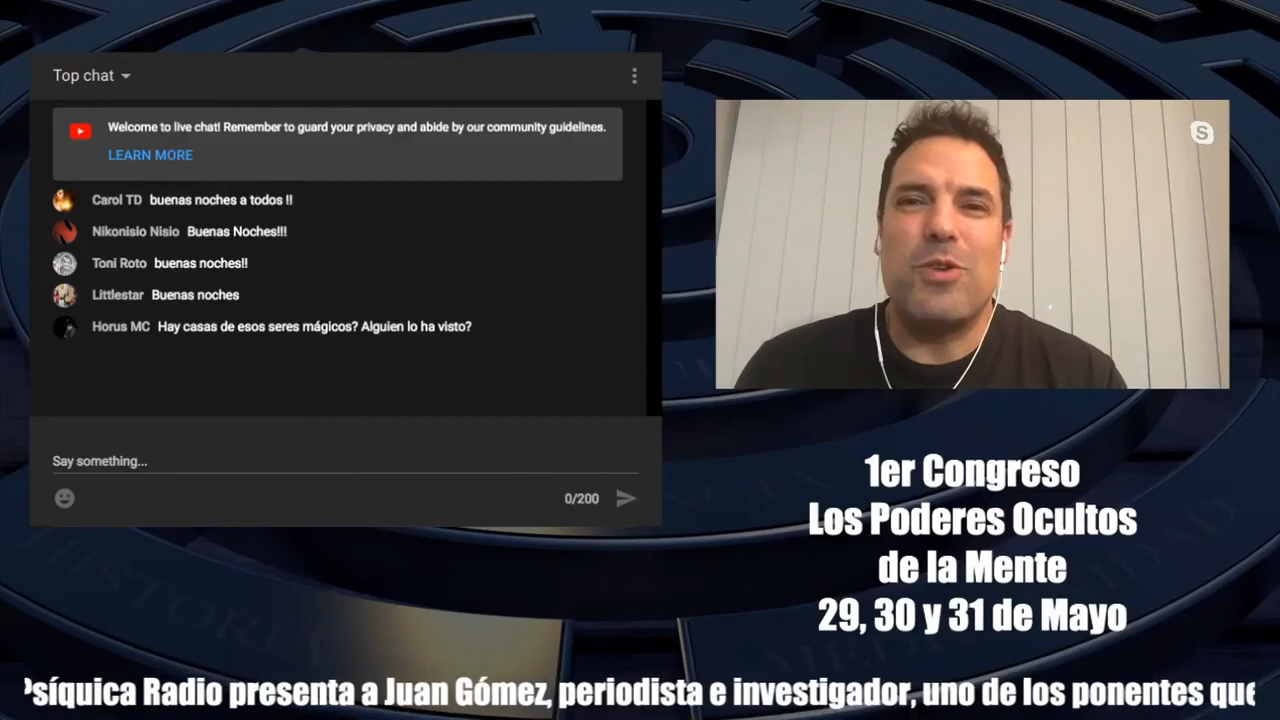 Top chat
Welcome to live chat! Remember to guard your privacy and abide by our community guidelines.
LEARN MORE
Carol TD buenas noches a todos !!
Nikonisio Nisio Buenas Noches!!!
Toni Roto buenas noches!!
Littlestar Buenas noches
Horus MC Hay casas de esos seres mágicos? Alguien lo ha visto?
Say something...
0/200
S
1er Congreso
Los Poderes Ocultos
de la Mente
29, 30 y 31 de Mayo
Psíquica Radio presenta a Juan Gómez, periodista e investigador, uno de los ponentes que